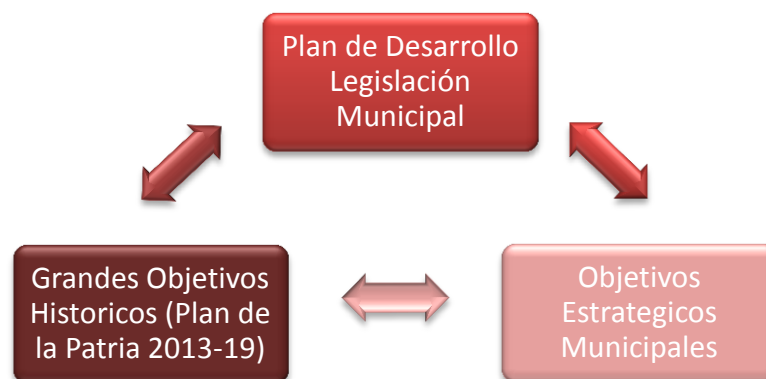 Plan de Desarrollo
Legislación
Municipal
Grandes Objetivos
Historicos (Plan de
la Patria 2013-19)
Objetivos
Estrategicos
Municipales